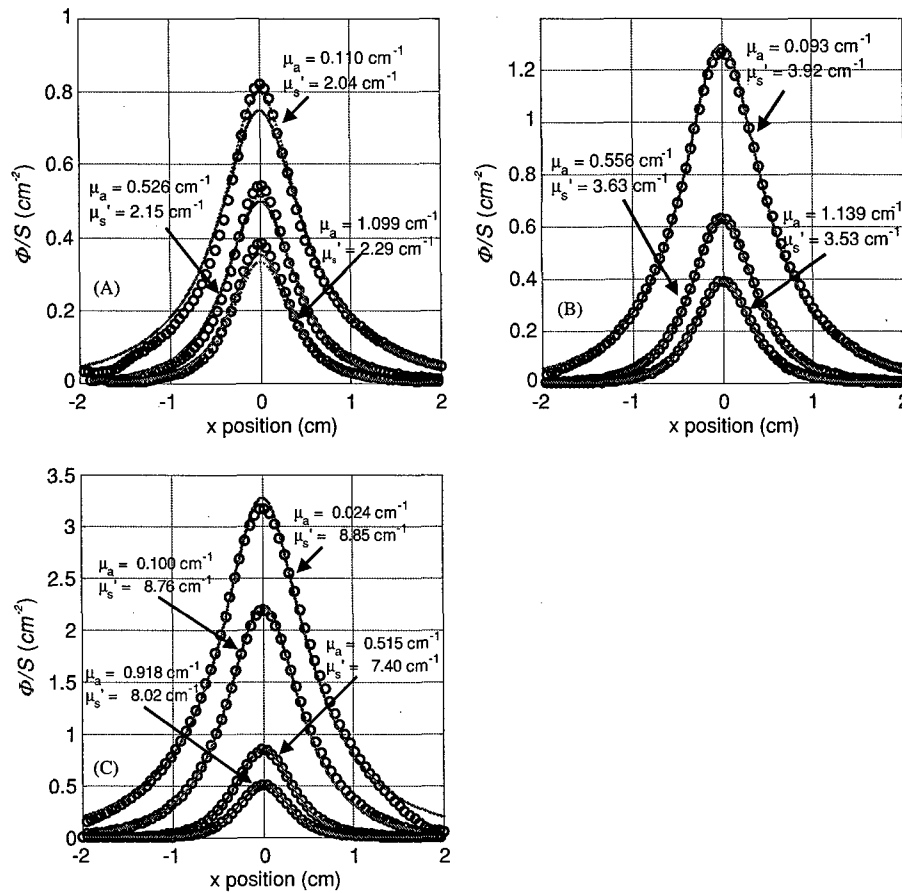 1
0.8
0.6
0.4
0.2
0
Φ/S (cm⁻²)
μa = 0.110 cm⁻¹
μs' = 2.04 cm⁻¹
μa = 0.526 cm⁻¹
μs' = 2.15 cm⁻¹
μa = 1.099 cm⁻¹
μs' = 2.29 cm⁻¹
(A)
-2 -1 0 1 2
x position (cm)
1.2
1
0.8
0.6
0.4
0.2
0
Φ/S (cm⁻²)
μa = 0.093 cm⁻¹
μs' = 3.92 cm⁻¹
μa = 0.556 cm⁻¹
μs' = 3.63 cm⁻¹
μa = 1.139 cm⁻¹
μs' = 3.53 cm⁻¹
(B)
-2 -1 0 1 2
x position (cm)
3.5
3
2.5
2
1.5
1
0.5
0
Φ/S (cm⁻²)
μa = 0.024 cm⁻¹
μs' = 8.85 cm⁻¹
μa = 0.100 cm⁻¹
μs' = 8.76 cm⁻¹
μa = 0.515 cm⁻¹
μs' = 7.40 cm⁻¹
μa = 0.918 cm⁻¹
μs' = 8.02 cm⁻¹
(C)
-2 -1 0 1 2
x position (cm)